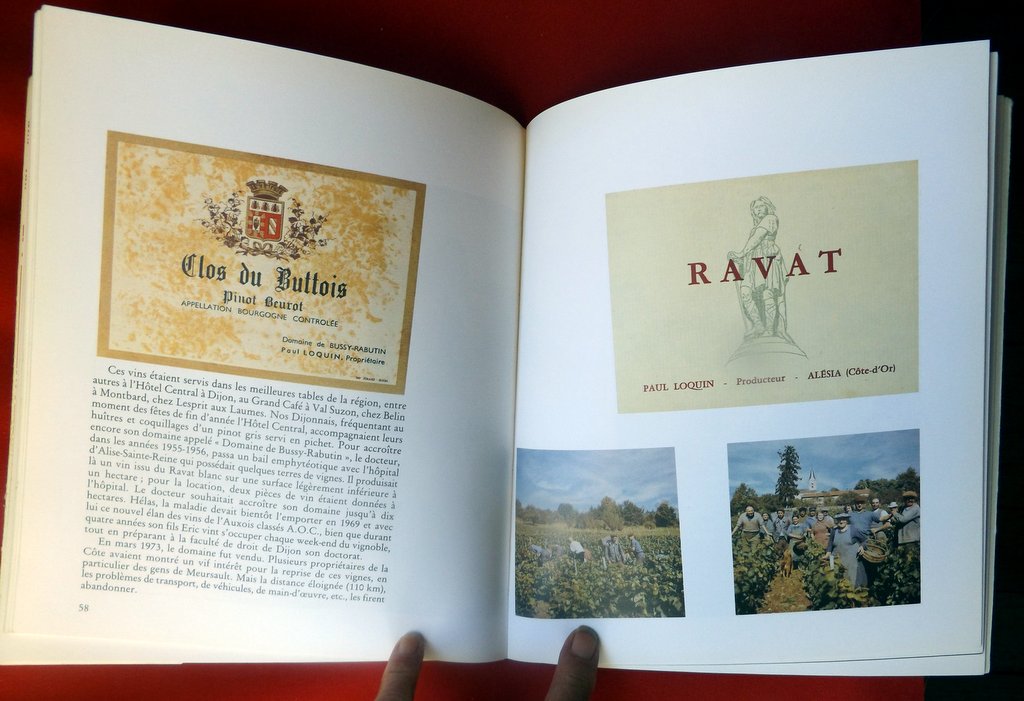 Clos du Buttois
Pinot Beurot
APPELLATION BOURGOGNE CONTROLÉE
Domaine de BUSSY-RABUTIN
Paul LOQUIN, Propriétaire
Ces vins étaient servis dans les meilleures tables de la région, entre
autres à l'Hôtel Central à Dijon, au Grand Café à Val Suzon, chez Belin
à Montbard, chez Lesprit aux Laumes. Nos Dijonnais, fréquentant au
moment des fêtes de fin d'année l'Hôtel Central, accompagnaient leurs
huîtres et coquillages d'un pinot gris servi en pichet. Pour accroître
encore son domaine appelé « Domaine de Bussy-Rabutin », le docteur,
dans les années 1955-1956, passa un bail emphytéotique avec l'hôpital
d'Alise-Sainte-Reine qui possédait quelques terres de vignes. Il produisait
là un vin issu du Ravat blanc sur une surface légèrement inférieure à
un hectare ; pour la location, deux pièces de vin étaient données à
l'hôpital. Le docteur souhaitait accroître son domaine jusqu'à dix
hectares. Hélas, la maladie devait bientôt l'emporter en 1969 et avec
lui ce nouvel élan des vins de l'Auxois classés A.O.C., bien que durant
quatre années son fils Eric vint s'occuper chaque week-end du vignoble,
tout en préparant à la faculté de droit de Dijon son doctorat.
En mars 1973, le domaine fut vendu. Plusieurs propriétaires de la
Côte avaient montré un vif intérêt pour la reprise de ces vignes, en
particulier des gens de Meursault. Mais la distance éloignée (110 km),
les problèmes de transport, de véhicules, de main-d'œuvre, etc., les firent
abandonner.
58
RAVAT
PAUL LOQUIN - Producteur - ALÉSIA (Côte-d'Or)